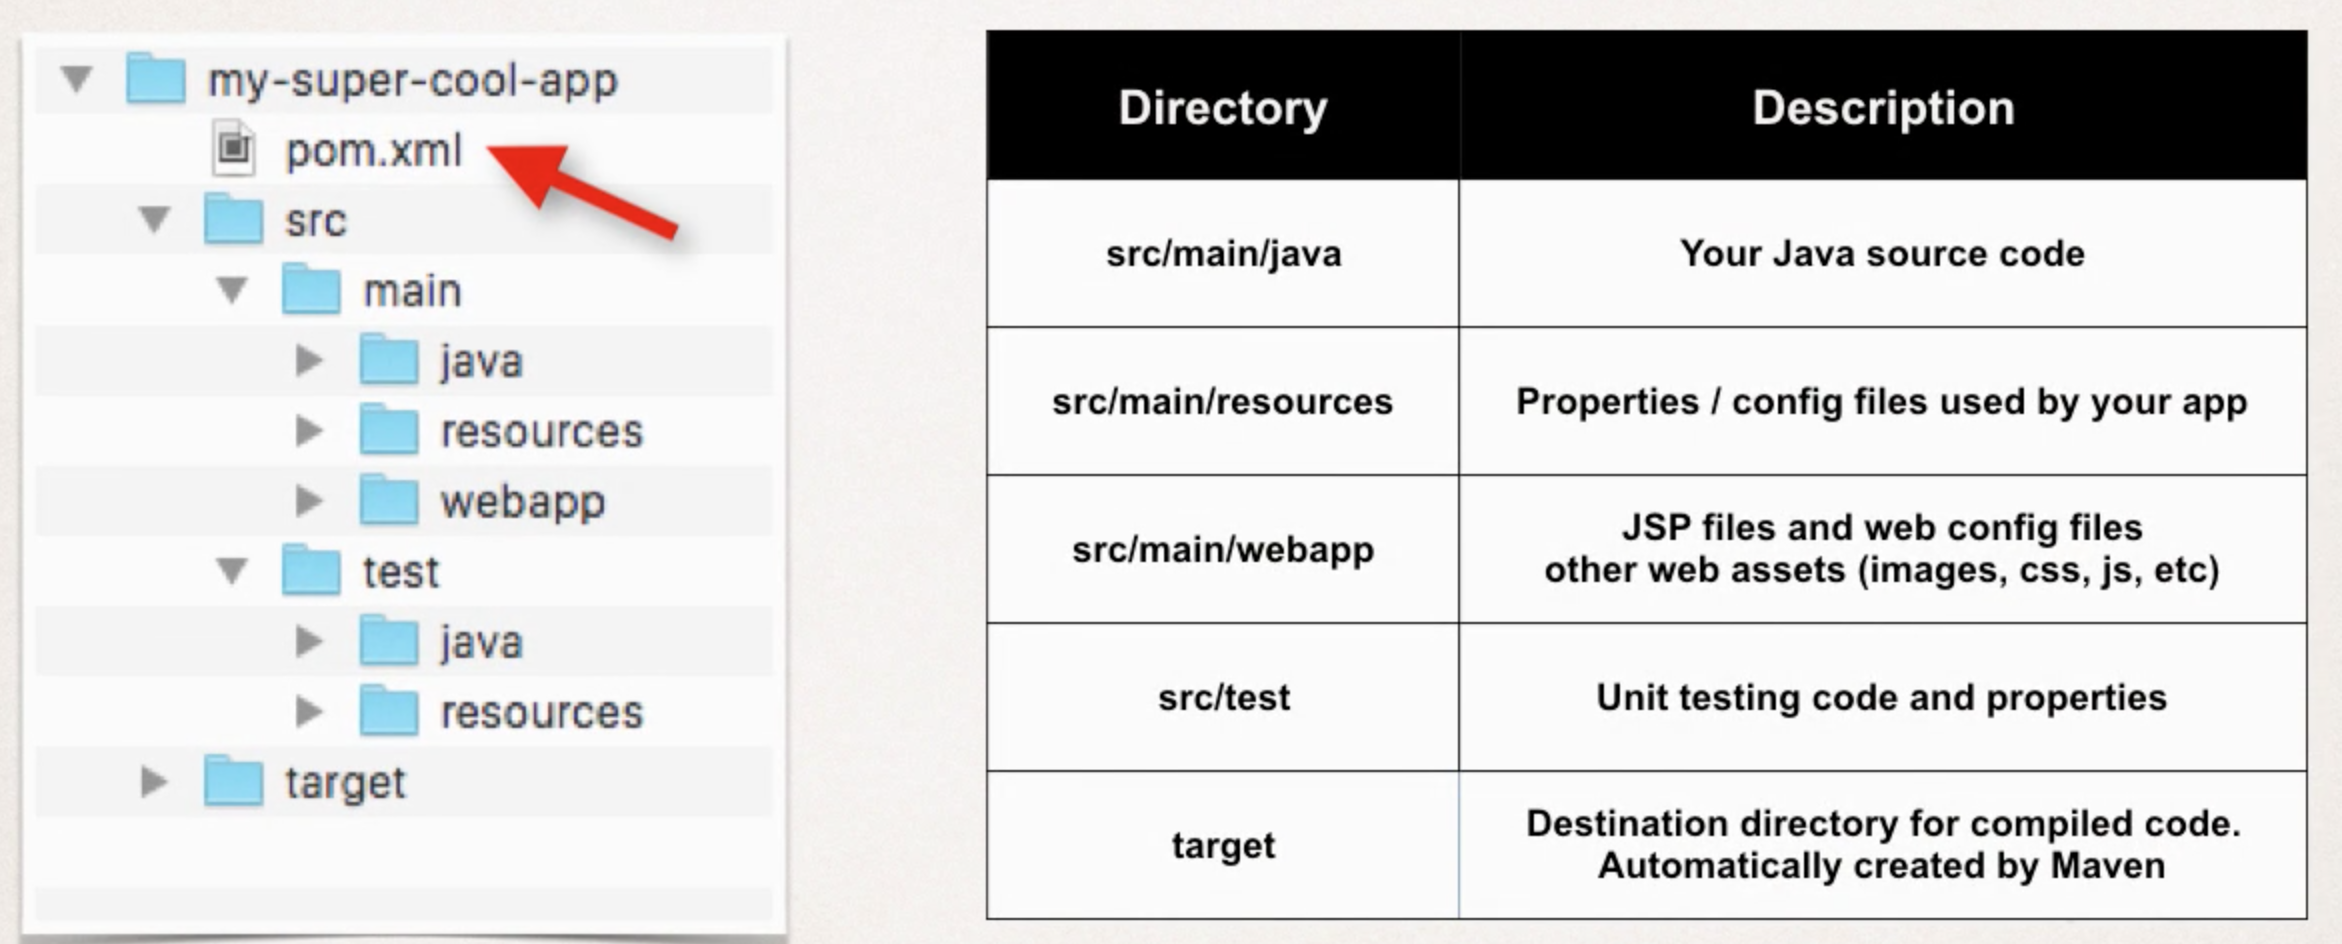 my-super-cool-app
pom.xml
src
main
java
resources
webapp
test
java
resources
target
Directory
Description
src/main/java
Your Java source code
src/main/resources
Properties / config files used by your app
src/main/webapp
JSP files and web config files
other web assets (images, css, js, etc)
src/test
Unit testing code and properties
target
Destination directory for compiled code.
Automatically created by Maven